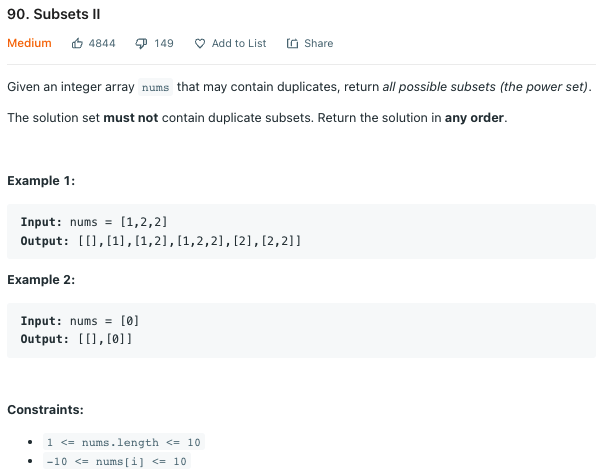 90. Subsets II
Medium 4844 149 Add to List Share
Given an integer array nums that may contain duplicates, return all possible subsets (the power set).
The solution set must not contain duplicate subsets. Return the solution in any order.
Example 1:
Input: nums = [1,2,2]
Output: [[],[1],[1,2],[1,2,2],[2],[2,2]]
Example 2:
Input: nums = [0]
Output: [[],[0]]
Constraints:
• 1 <= nums.length <= 10
• -10 <= nums[i] <= 10